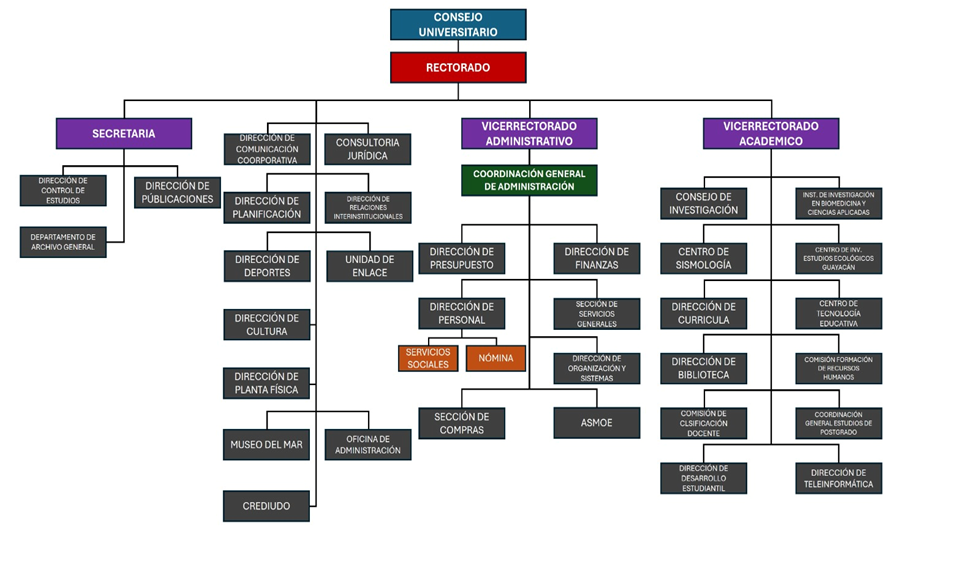 CONSEJO
UNIVERSITARIO
RECTORADO
SECRETARIA
DIRECCIÓN DE
CONTROL DE
ESTUDIOS
DIRECCIÓN DE
PÚBLICACIONES
DEPARTAMENTO DE
ARCHIVO GENERAL
DIRECCIÓN DE
COMUNICACIÓN
COORPORATIVA
CONSULTORIA
JURÍDICA
DIRECCIÓN
DE PLANIFICACIÓN
DIRECCIÓN DE
RELACIONES
INTERINSTITUCIONALES
DIRECCIÓN DE
DEPORTES
UNIDAD DE
ENLACE
DIRECCIÓN DE
CULTURA
DIRECCIÓN DE
PLANTA FÍSICA
MUSEO DEL MAR
OFICINA DE
ADMINISTRACIÓN
CREDIUDO
VICERRECTORADO
ADMINISTRATIVO
COORDINACIÓN GENERAL
DE ADMINISTRACIÓN
DIRECCIÓN DE
PRESUPUESTO
DIRECCIÓN DE
FINANZAS
DIRECCIÓN DE
PERSONAL
SECCIÓN DE
SERVICIOS
GENERALES
SERVICIOS
SOCIALES
NÓMINA
DIRECCIÓN DE
ORGANIZACIÓN Y
SISTEMAS
SECCIÓN DE
COMPRAS
ASMOE
VICERRECTORADO
ACADEMICO
CONSEJO DE
INVESTIGACIÓN
INST. DE INVESTIGACIÓN
EN BIOMEDICINA Y
CIENCIAS APLICADAS
CENTRO DE
SISMOLOGÍA
CENTRO DE INV.
ESTUDIOS ECOLÓGICOS
GUAYACÁN
DIRECCIÓN DE
CURRICULA
CENTRO DE
TECNOLOGÍA
EDUCATIVA
DIRECCIÓN DE
BIBLIOTECA
COMISIÓN FORMACIÓN
DE RECURSOS
HUMANOS
COMISIÓN DE
CLSIFICACIÓN
DOCENTE
COORDINACIÓN
GENERAL ESTUDIOS DE
POSTGRADO
DIRECCIÓN DE
DESARROLLO
ESTUDIANTIL
DIRECCIÓN DE
TELEINFORMÁTICA